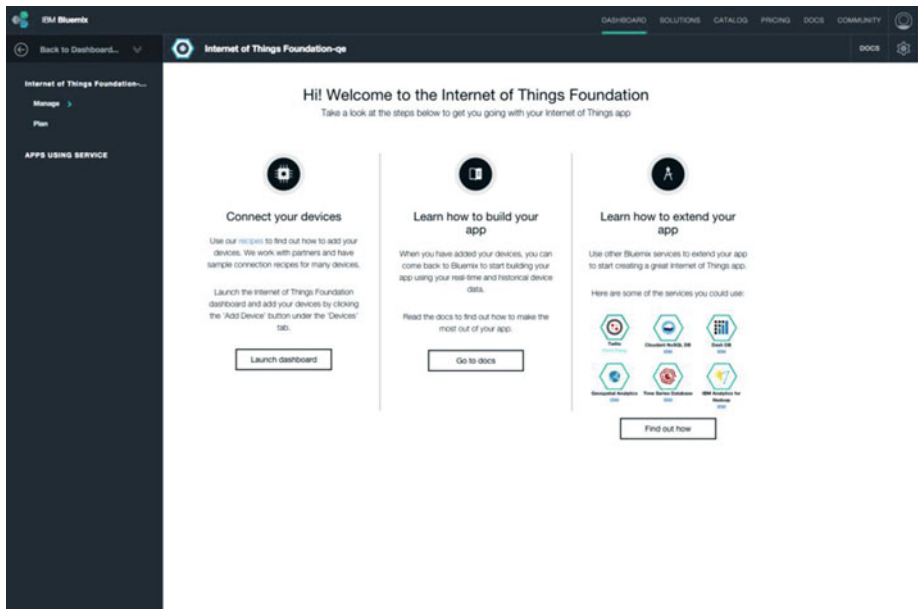 IBM Bluemix
DASHBOARD SOLUTIONS CATALOG PRICING DOCS COMMUNITY
Back to Dashboard...
Internet of Things Foundation-qe
DOCS
Internet of Things Foundation-...
Manage
Plan
APPS USING SERVICE
Hi! Welcome to the Internet of Things Foundation
Take a look at the steps below to get you going with your Internet of Things app
Connect your devices
Use our recipes to find out how to add your
devices. We work with partners and have
sample connection recipes for many devices.
Launch the Internet of Things Foundation
dashboard and add your devices by clicking
the 'Add Device' button under the 'Devices'
tab.
Launch dashboard
Learn how to build your
app
When you have added your devices, you can
come back to Bluemix to start building your
app using your real-time and historical device
data.
Read the docs to find out how to make the
most out of your app.
Go to docs
Learn how to extend your
app
Use other Bluemix services to extend your app
to start creating a great Internet of Things app.
Here are some of the services you could use:
Twilio
Cloudant NoSQL DB
IBM
Dash DB
IBM
Geospatial Analytics
IBM
Time Series Database
IBM
IBM Analytics for
Hadoop
IBM
Find out how